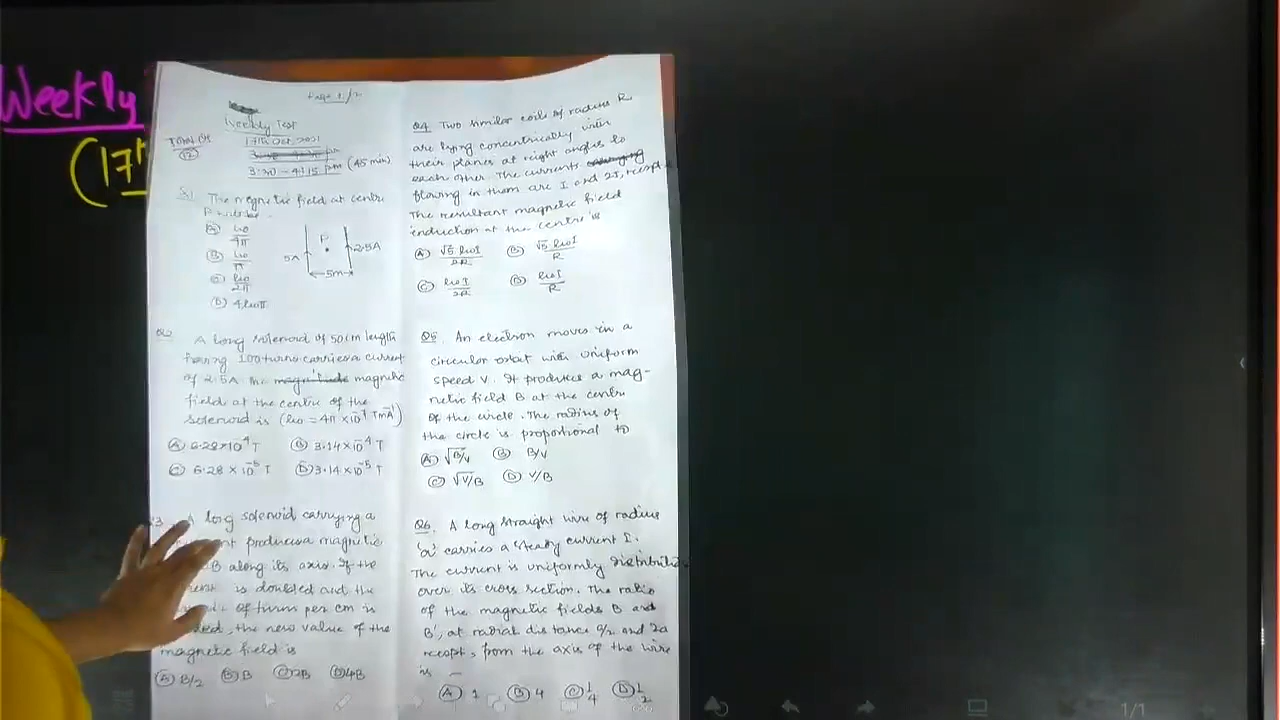 Weekly
(17th
Page 1/2
Weekly Test
17th Oct 2021
(12)
3:30 - 4:15 pm (45 min)
Q1 The magnetic field at centre
P will be
(A) μ0/4π
(B) μ0/π
(C) μ0/2π
(D) 4μ0π
P
5A
2.5A
5m
A long solenoid of 50cm length
having 100 turns carries a current
of 2.5A. The magnetic
field at the centre of the
solenoid is (μ0 = 4π × 10⁻⁷ TmA⁻¹)
(A) 6.28×10⁻⁴ T (B) 3.14×10⁻⁴ T
(C) 6.28 × 10⁻⁵ T (D) 3.14×10⁻⁵ T
A long solenoid carrying a
produces a magnetic
B along its axis. If the
is doubled and the
of turns per cm is
the new value of the
magnetic field is
(A) B/2 (B) B (C) 2B (D) 4B
Q4 Two similar coils of radius R
are lying concentrically with
their planes at right angles to
each other. The currents
flowing in them are I and 2I,
The resultant magnetic field
induction at the centre is
(A) √5 μ0I/2R (B) √5 μ0I/R
(C) μ0I/2R (D) μ0I/R
Q5. An electron moves in a
circular orbit with uniform
speed v. It produces a mag-
netic field B at the centre
of the circle. The radius of
the circle is proportional to
(A) √B/v (B) B/v
(C) √v/B (D) v/B
Q6. A long straight wire of radius
'a' carries a steady current I.
The current is uniformly
over its cross section. The ratio
of the magnetic fields B and
B', at radial distance a/2 and 2a
resept, from the axis of the wire
is —
(A) 1 (B) 4 (C) 1/4 (D) 1/2
1/1